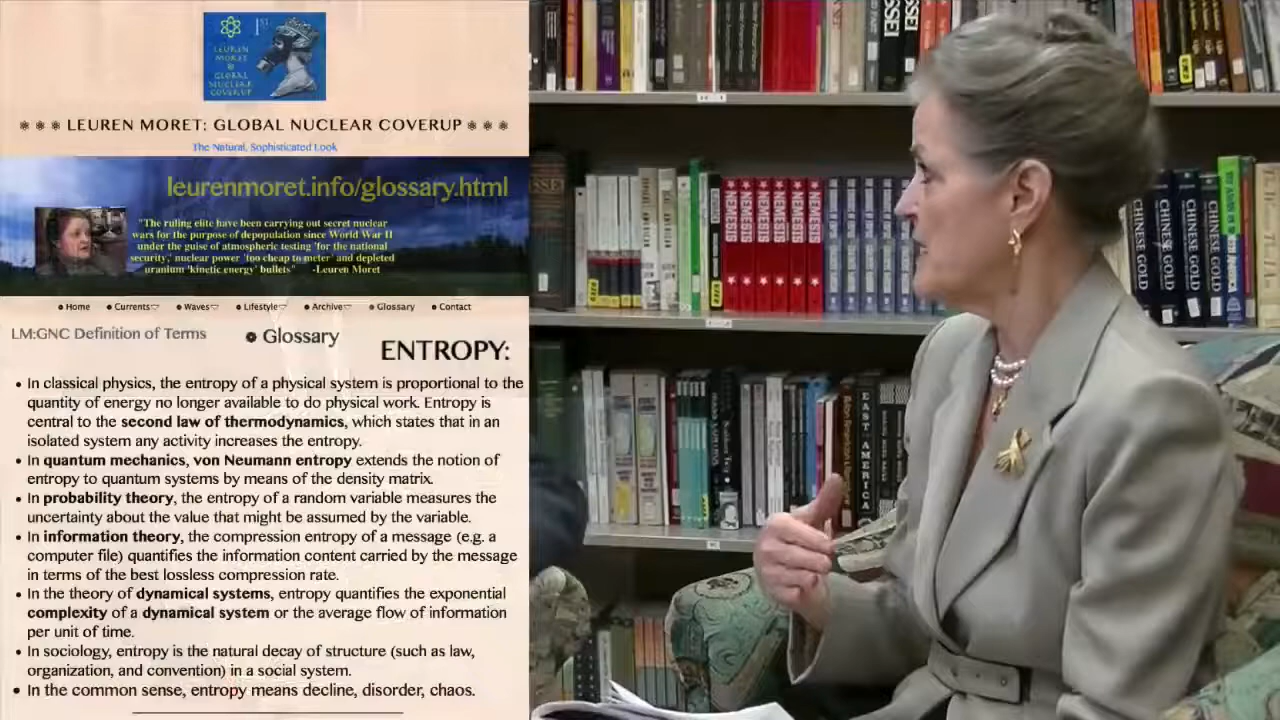 1ST
LEUREN
MORET
GLOBAL
NUCLEAR
COVERUP
LEUREN MORET: GLOBAL NUCLEAR COVERUP
The Natural, Sophisticated Look
leurenmoret.info/glossary.html
"The ruling elite have been carrying out secret nuclear
wars for the purpose of depopulation since World War II
under the guise of atmospheric testing 'for the national
security,' nuclear power 'too cheap to meter' and depleted
uranium 'kinetic energy' bullets" -Leuren Moret
Home Currents Waves Lifestyle Archive Glossary Contact
LM:GNC Definition of Terms
Glossary
ENTROPY:
• In classical physics, the entropy of a physical system is proportional to the
quantity of energy no longer available to do physical work. Entropy is
central to the second law of thermodynamics, which states that in an
isolated system any activity increases the entropy.
• In quantum mechanics, von Neumann entropy extends the notion of
entropy to quantum systems by means of the density matrix.
• In probability theory, the entropy of a random variable measures the
uncertainty about the value that might be assumed by the variable.
• In information theory, the compression entropy of a message (e.g. a
computer file) quantifies the information content carried by the message
in terms of the best lossless compression rate.
• In the theory of dynamical systems, entropy quantifies the exponential
complexity of a dynamical system or the average flow of information
per unit of time.
• In sociology, entropy is the natural decay of structure (such as law,
organization, and convention) in a social system.
• In the common sense, entropy means decline, disorder, chaos.
NEMESIS
NEMESIS
NEMESIS
NEMESIS
NEMESIS
NEMESIS
CHINESE GOLD
CHINESE GOLD
CHINESE GOLD
CHINESE GOLD
EAST AMERICA